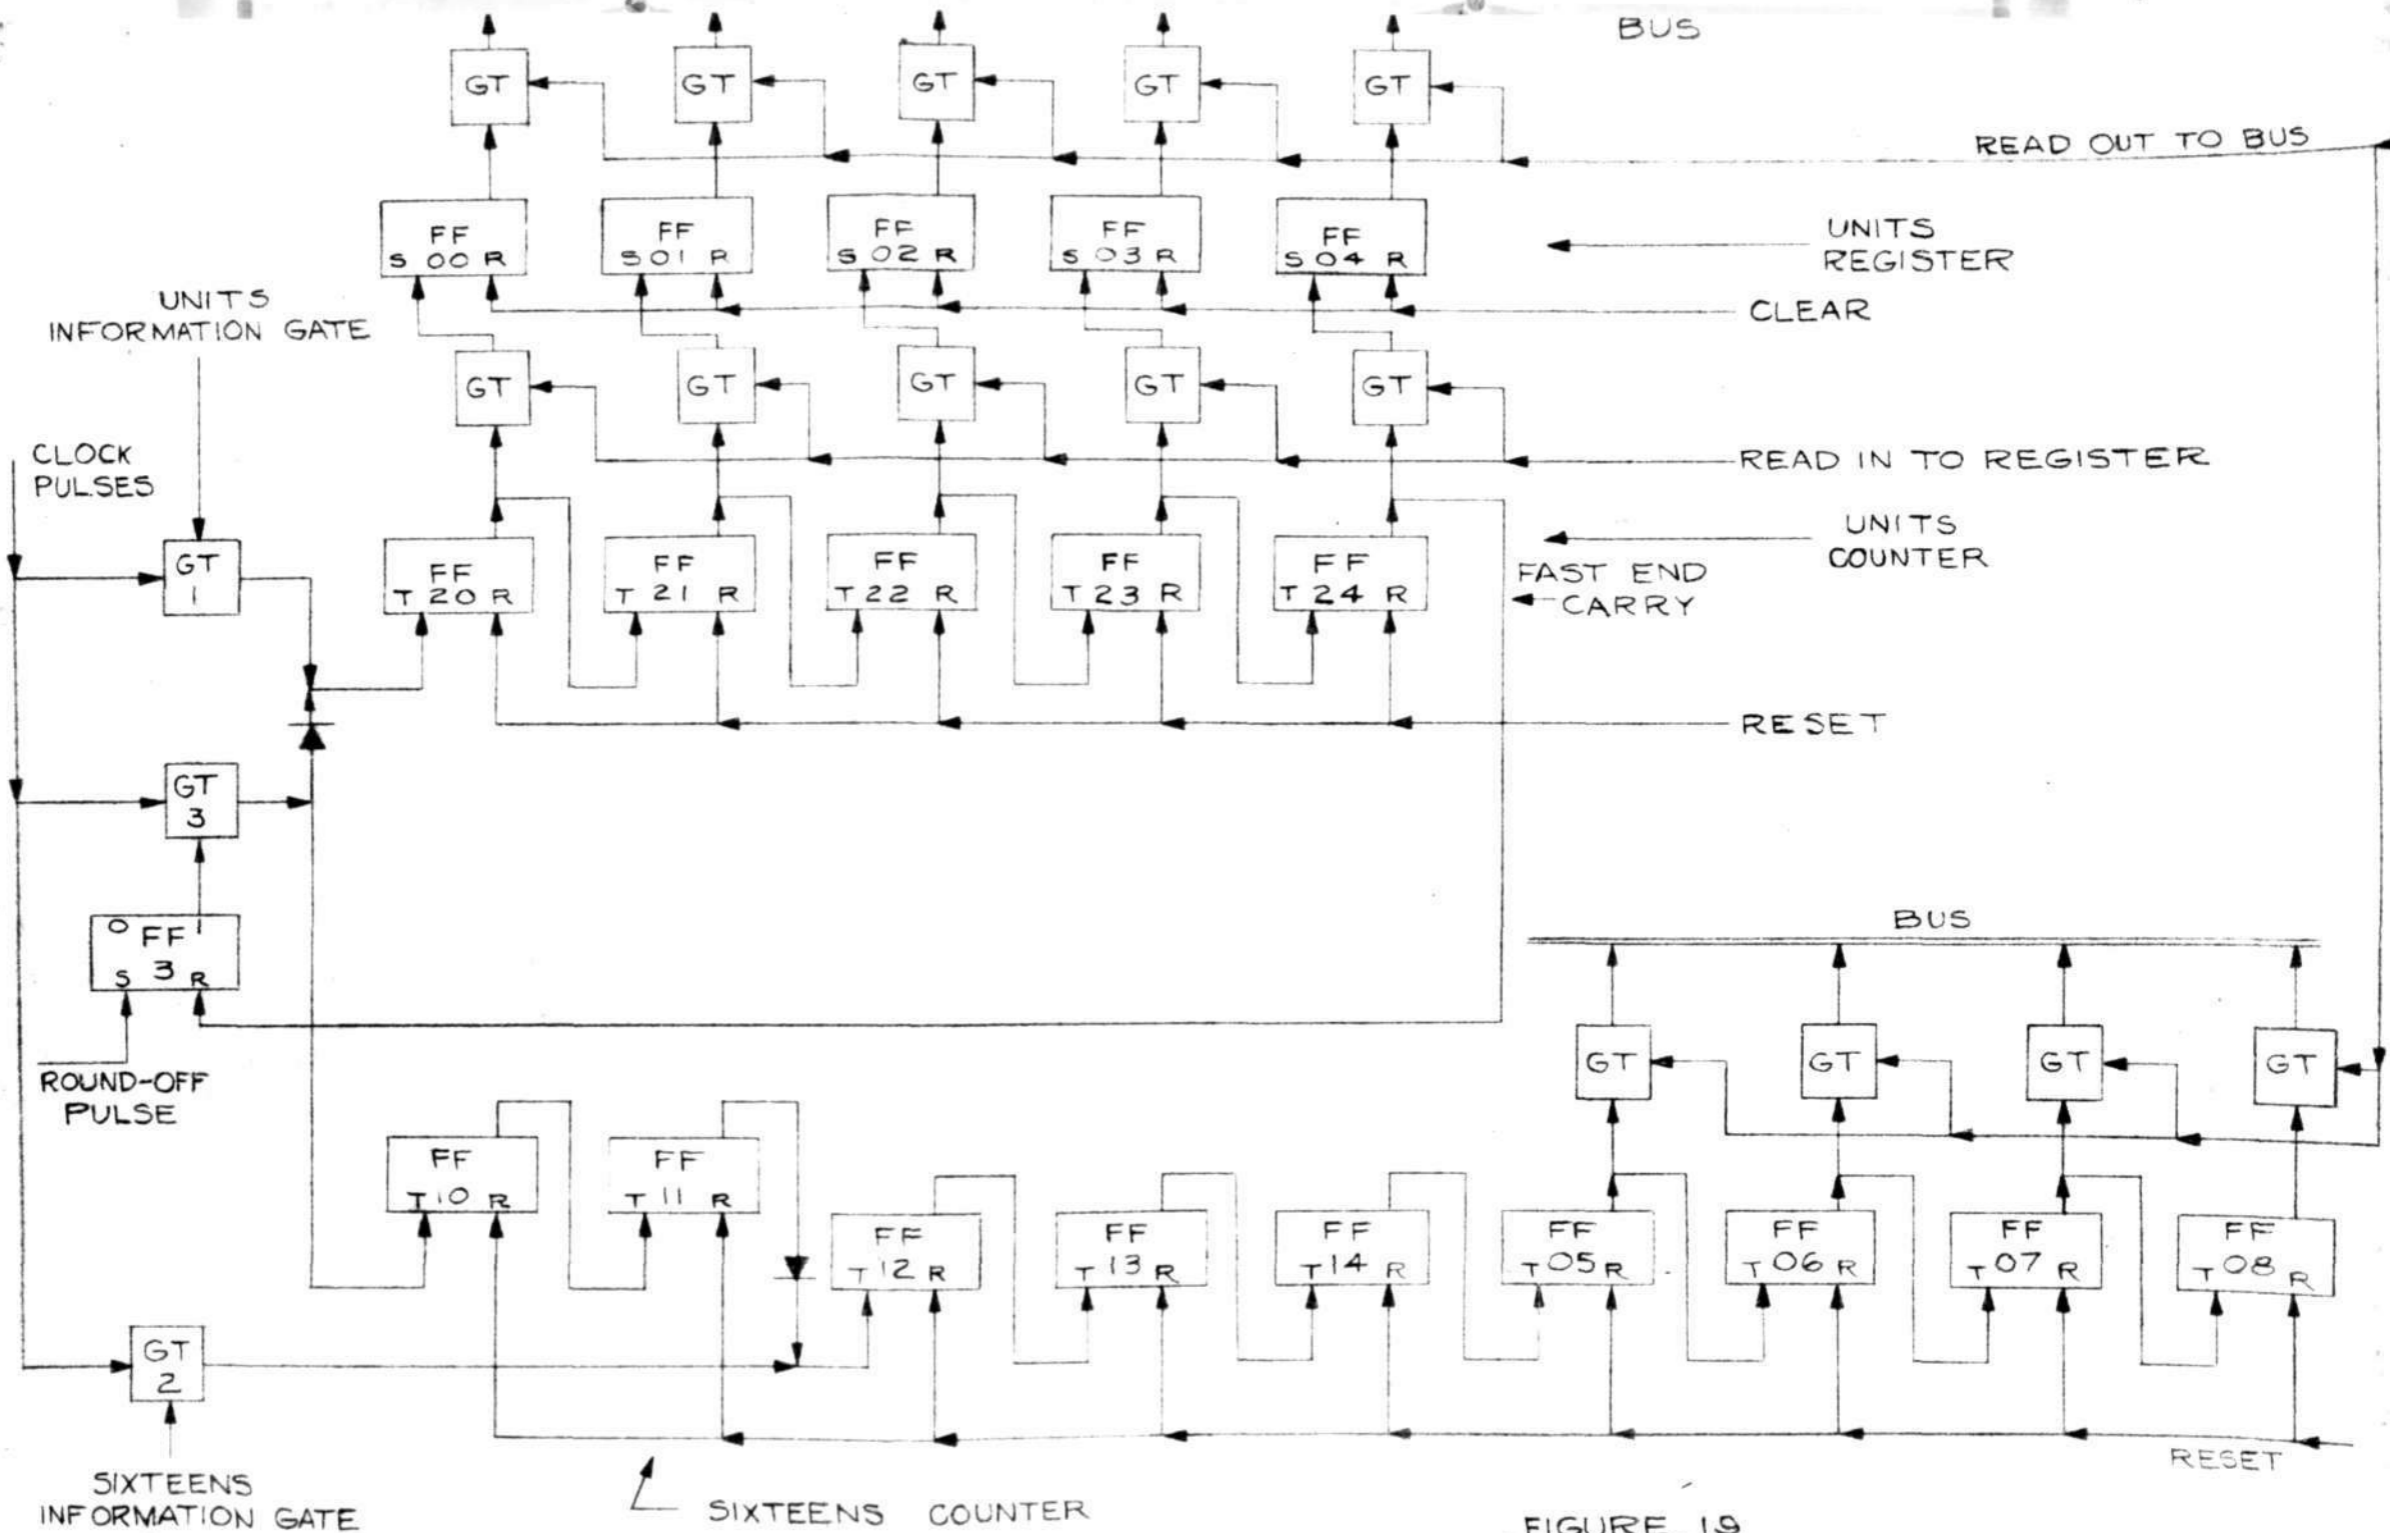 BUS
GT
GT
GT
GT
GT
READ OUT TO BUS
FF
S 00 R
FF
S 01 R
FF
S 02 R
FF
S 03 R
FF
S 04 R
UNITS
REGISTER
CLEAR
UNITS
INFORMATION GATE
GT
GT
GT
GT
GT
READ IN TO REGISTER
CLOCK
PULSES
GT
1
FF
T 20 R
FF
T 21 R
FF
T 22 R
FF
T 23 R
FF
T 24 R
UNITS
COUNTER
FAST END
CARRY
RESET
GT
3
0 FF 1
S 3 R
ROUND-OFF
PULSE
BUS
GT
GT
GT
GT
FF
T 10 R
FF
T 11 R
FF
T 12 R
FF
T 13 R
FF
T 14 R
FF
T 05 R
FF
T 06 R
FF
T 07 R
FF
T 08 R
GT
2
RESET
SIXTEENS
INFORMATION GATE
SIXTEENS COUNTER
FIGURE 19